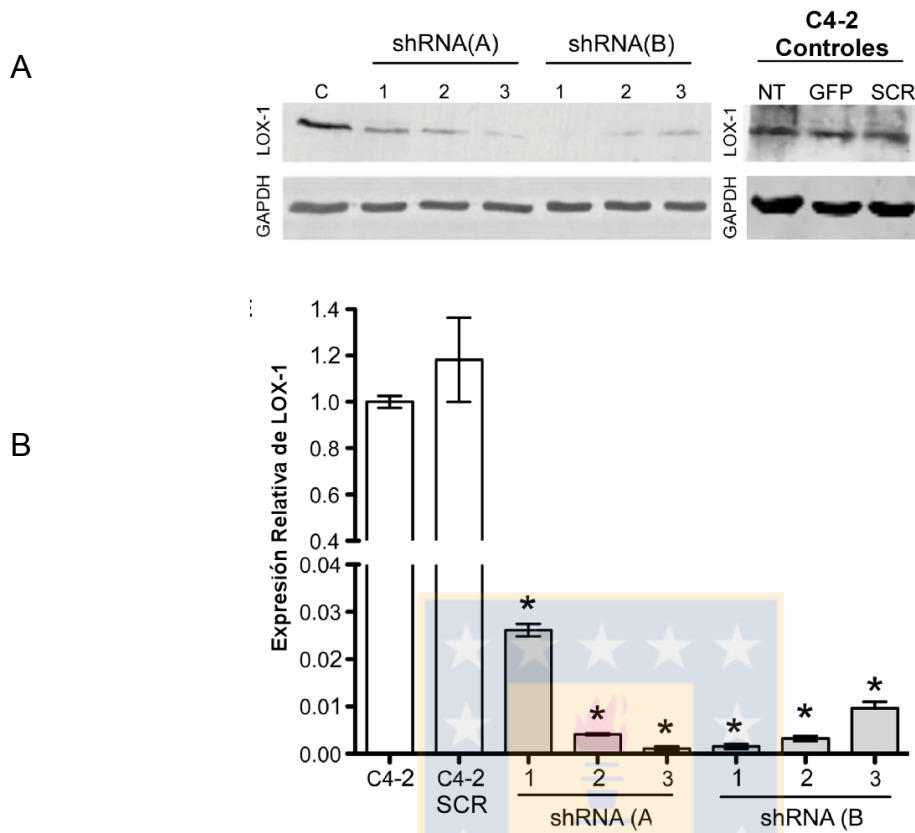 A
shRNA(A)
shRNA(B)
C4-2
Controles
C
1
2
3
1
2
3
NT
GFP
SCR
LOX-1
LOX-1
GAPDH
GAPDH
B
Expresión Relativa de LOX-1
1.4
1.2
1.0
0.8
0.6
0.4
0.04
0.03
0.02
0.01
0.00
*
*
*
*
*
*
C4-2
C4-2
SCR
1
2
3
1
2
3
shRNA (A
shRNA (B